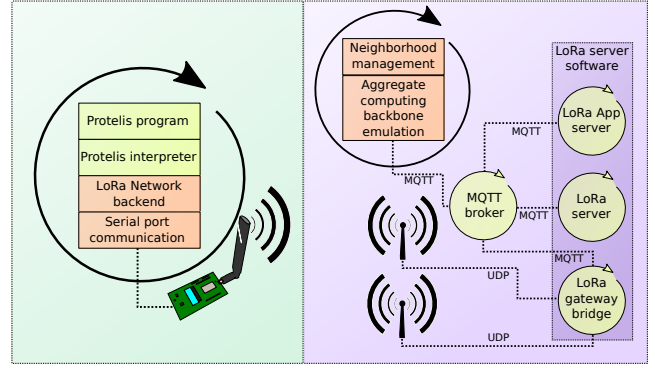 Protelis program
Protelis interpreter
LoRa Network
backend
Serial port
communication
Neighborhood
management
Aggregate
computing
backbone
emulation
MQTT
MQTT
broker
MQTT
MQTT
MQTT
UDP
UDP
LoRa server
software
LoRa App
server
LoRa
server
LoRa
gateway
bridge